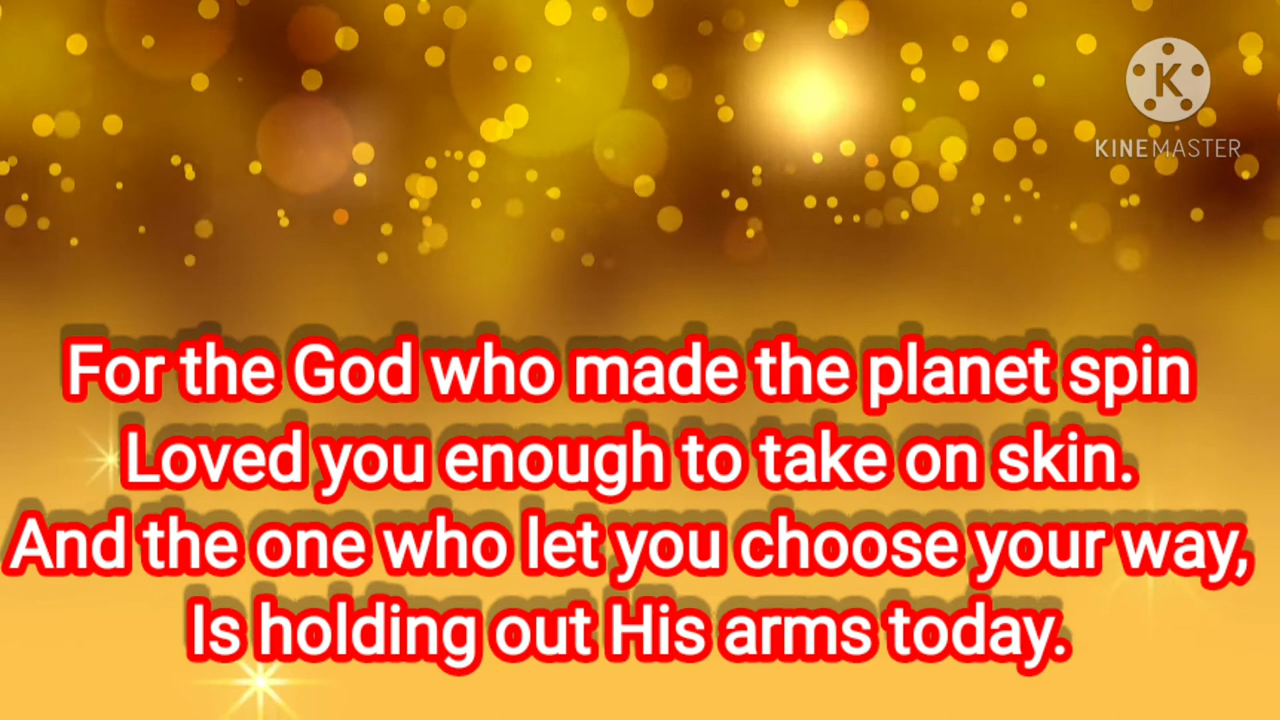 K
KINEMASTER
For the God who made the planet spin
Loved you enough to take on skin.
And the one who let you choose your way,
Is holding out His arms today.